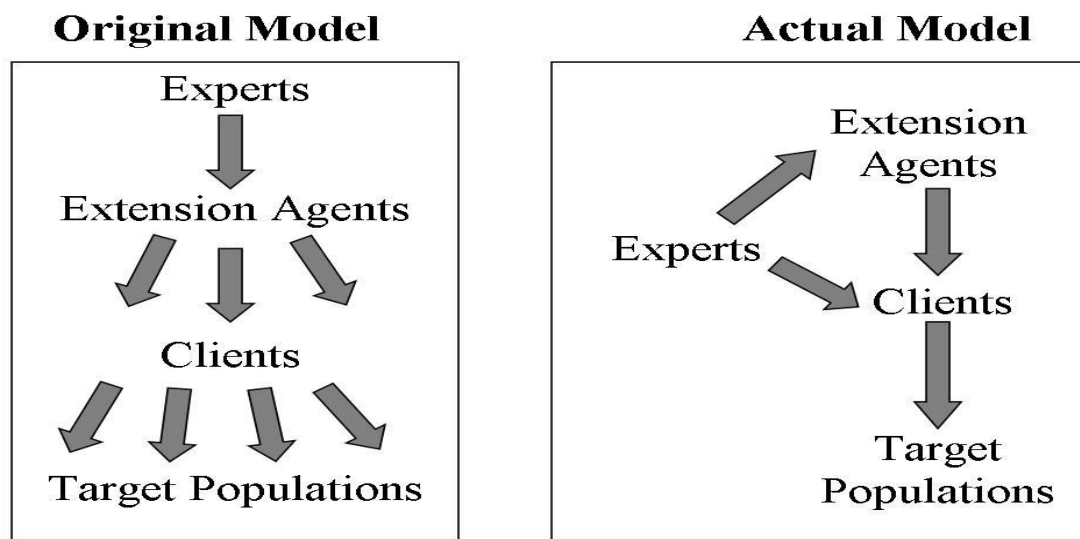 Original Model
Experts
Extension Agents
Clients
Target Populations
Actual Model
Extension
Agents
Experts
Clients
Target
Populations